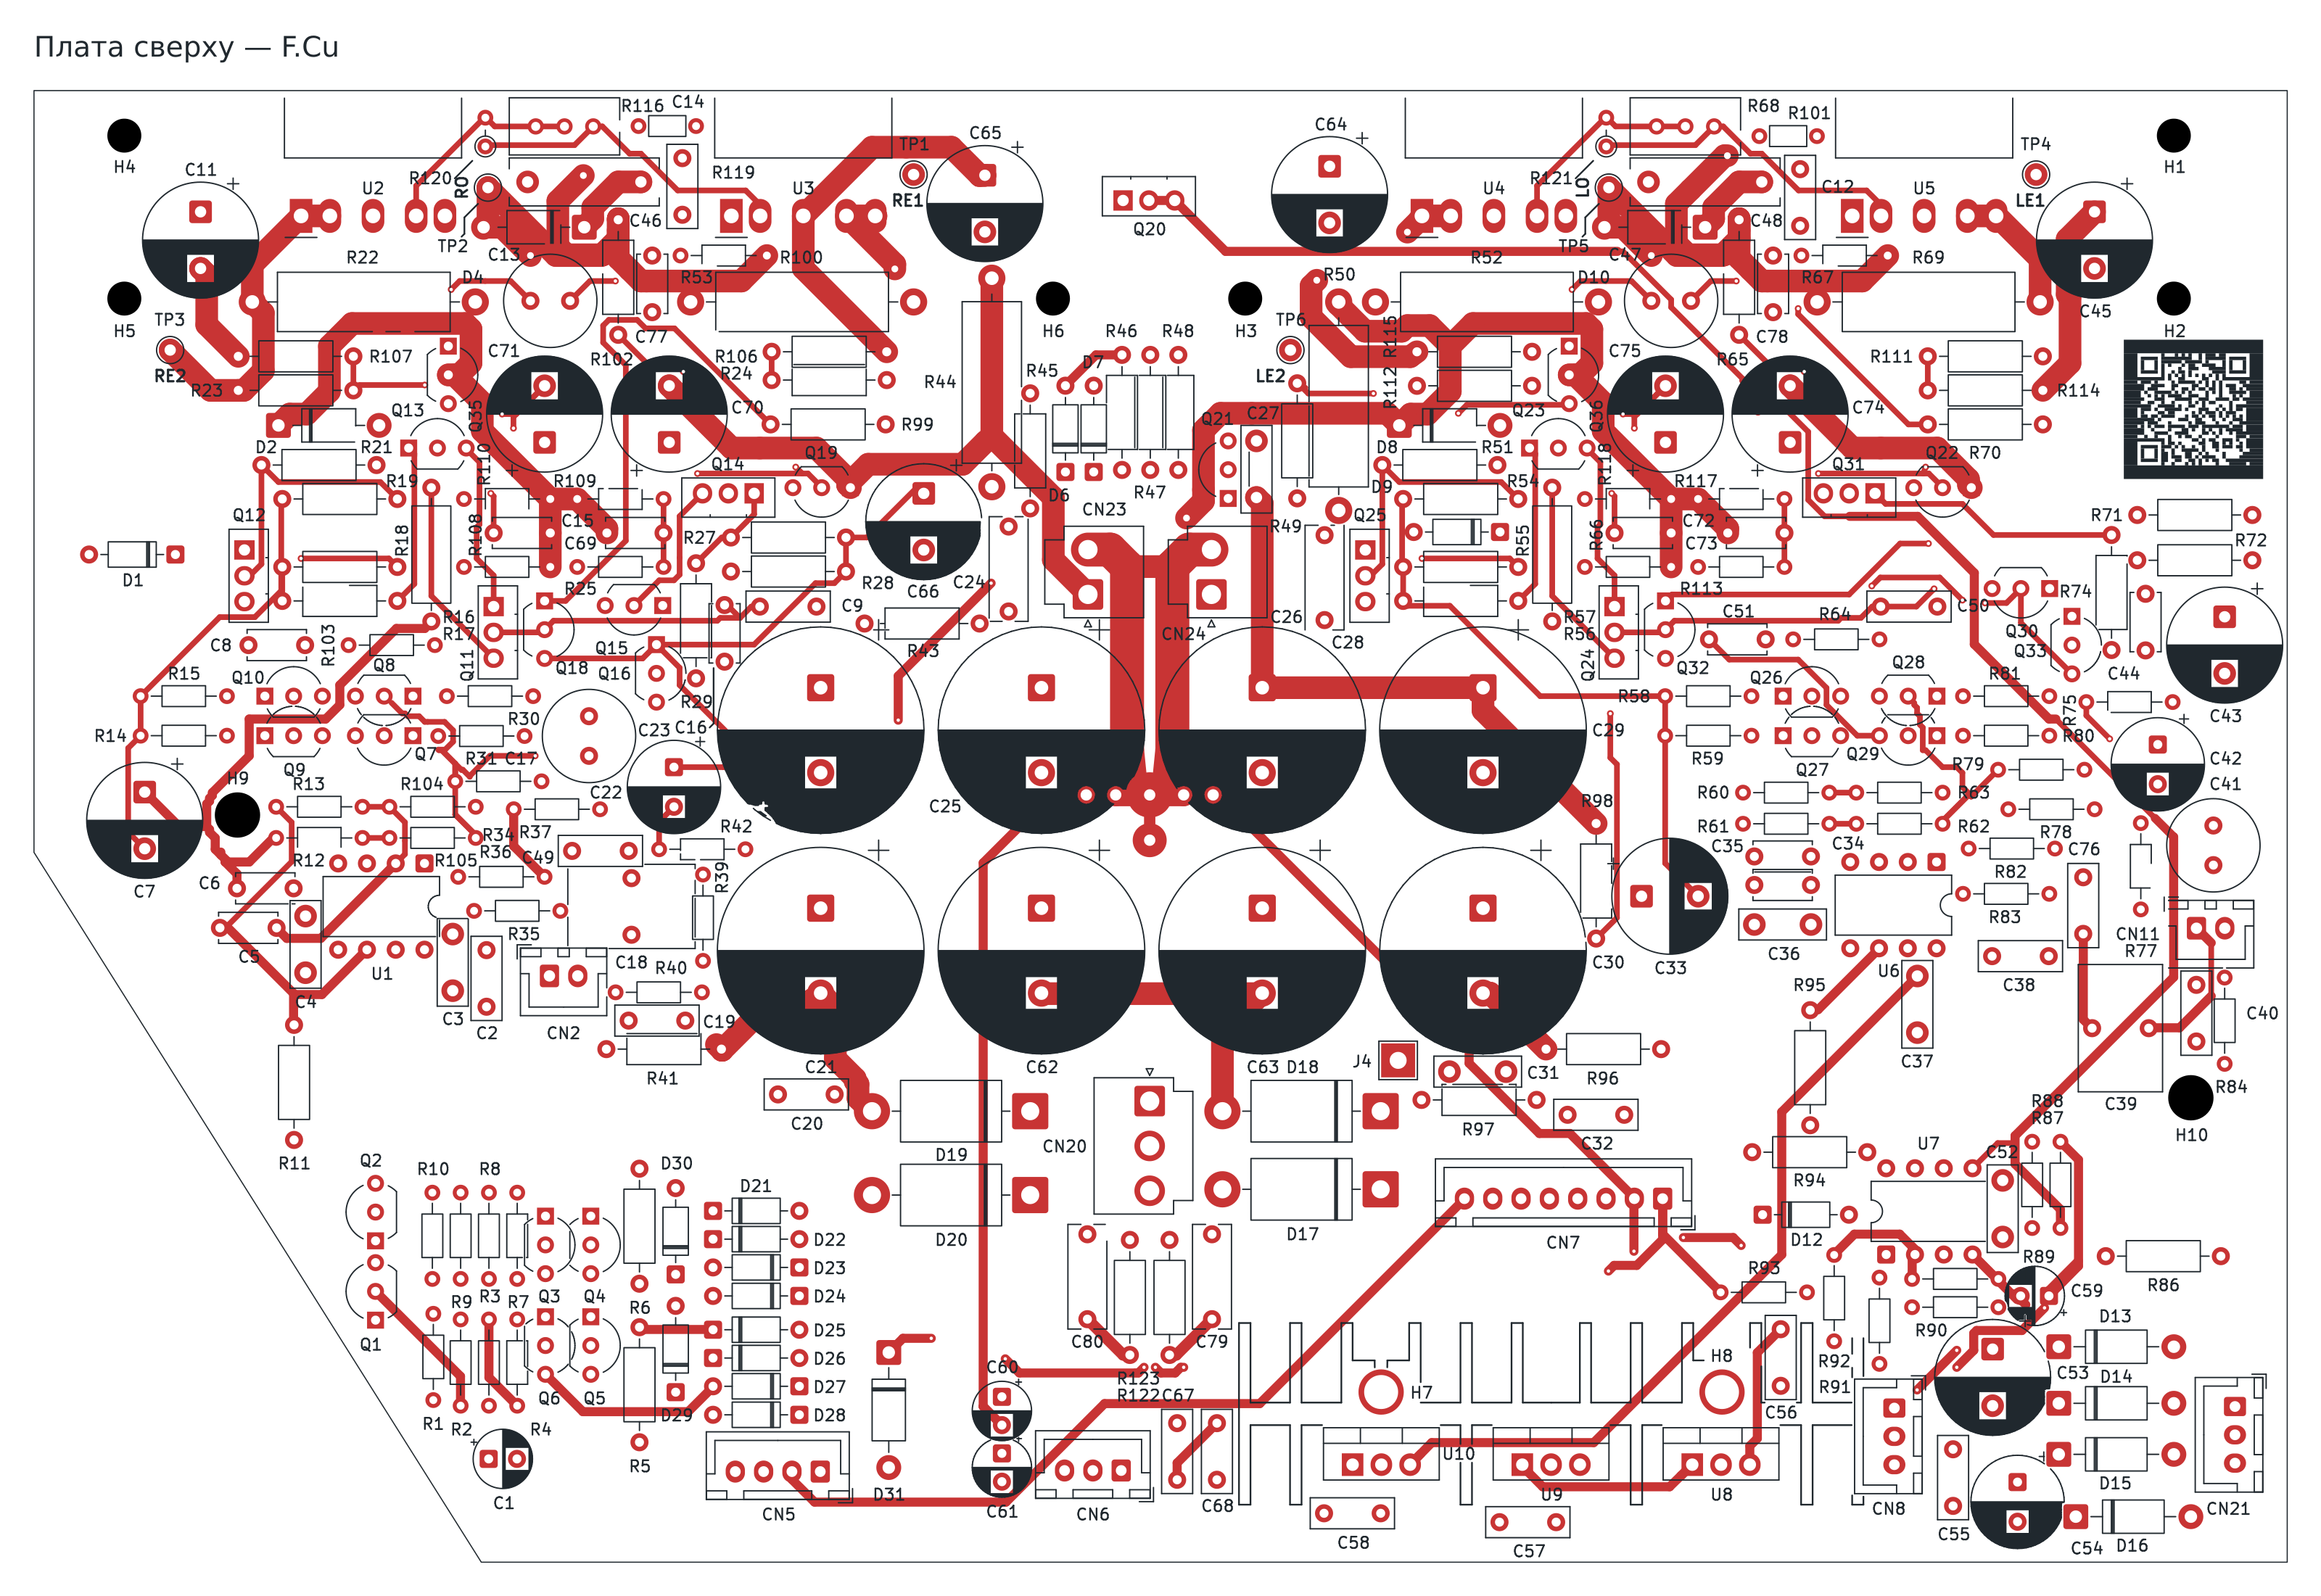 Плата сверху — F.Cu
R116 C14
R68 R101
C11 H4 R120 RO U2 R119 U3 TP1 C65 RE1
C64 R121 LO U4 C12 U5 TP4 LE1 H1
TP2 C13 R22 C46 R100 Q20
TP5 C47 R52 C48 R69
D4 R53 H5 TP3 H6 H3 R50 D10 R67 C45 H2
RE2 R107 C71 R102 C77 R106 R24 R46 R48 TP6 R115 C75 C78
R23 R44 R45 D7 LE2 R112 R65 R111 R114
Q13 Q35 C70 R99 Q21 C27 Q23 Q36 C74
D2 R21 R110 Q14 Q19 D8 R51 R118 Q31 Q22 R70
R19 R109 D6 R47 D9 R54 R117
Q12 R18 R108 C15 C69 R27 CN23 R49 Q25 R55 R66 C72 C73 R71 R72
D1 R25 R28 C24 C66 R113 R74
R16 C9 C26 R57 C51 R64 C50
C8 R103 R17 Q15 R43 CN24 C28 R56 Q30 Q33
Q8 Q11 Q18 Q16 Q24 Q32 Q28 C44
R15 Q10 R29 R58 Q26 R81 R75 C43
R14 R30 C23 C16 C29 R80
Q9 Q7 R31 C17 R59 Q27 Q29 R79 C42
H9 R13 R104 C22 C25 R98 R60 R63 C41
R12 R34 R37 R42 R61 R62 R78
R105 R36 C49 C35 C34 C76
C7 C6 R39 R82
C5 R35 R83 CN11
U1 C18 R40 C30 C33 C36 U6 C38 R77
C4 C3 C2 CN2 C19 R95 C40
R41 C21 C62 C63 D18 J4 C31 R96 C37 R84
C20 R97 C32 R88 R87 C39 H10
R11 Q2 CN20 D19 R94 U7 C52
R10 R8 D30 D21
D22 D20 D17 CN7 D12
D23 R93 R89 R86
R9 R3 R7 Q3 Q4 R6 D24 C59
Q1 D25 C80 C79 R90 D13
D26 C60 H8 R92 C53
R1 R2 R4 Q6 Q5 D29 D27 R123 H7 R91 D14
D28 R122 C67 C56
R5 U10 D15
C1 D31 U9 U8
CN5 C61 CN6 C68 CN8 CN21
C58 C57 C55 C54 D16